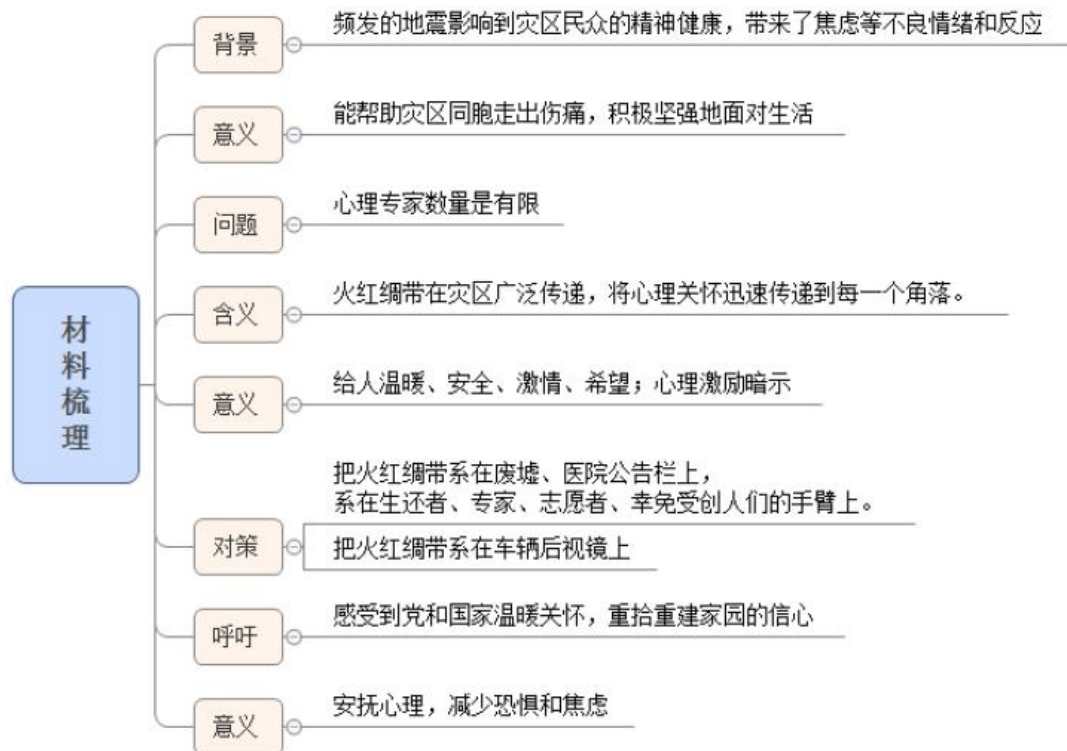 材料梳理
背景
频发的地震影响到灾区民众的精神健康，带来了焦虑等不良情绪和反应
意义
能帮助灾区同胞走出伤痛，积极坚强地面对生活
问题
心理专家数量是有限
含义
火红绸带在灾区广泛传递，将心理关怀迅速传递到每一个角落。
意义
给人温暖、安全、激情、希望；心理激励暗示
对策
把火红绸带系在废墟、医院公告栏上，
系在生还者、专家、志愿者、幸免受创人们的手臂上。
把火红绸带系在车辆后视镜上
呼吁
感受到党和国家温暖关怀，重拾重建家园的信心
意义
安抚心理，减少恐惧和焦虑